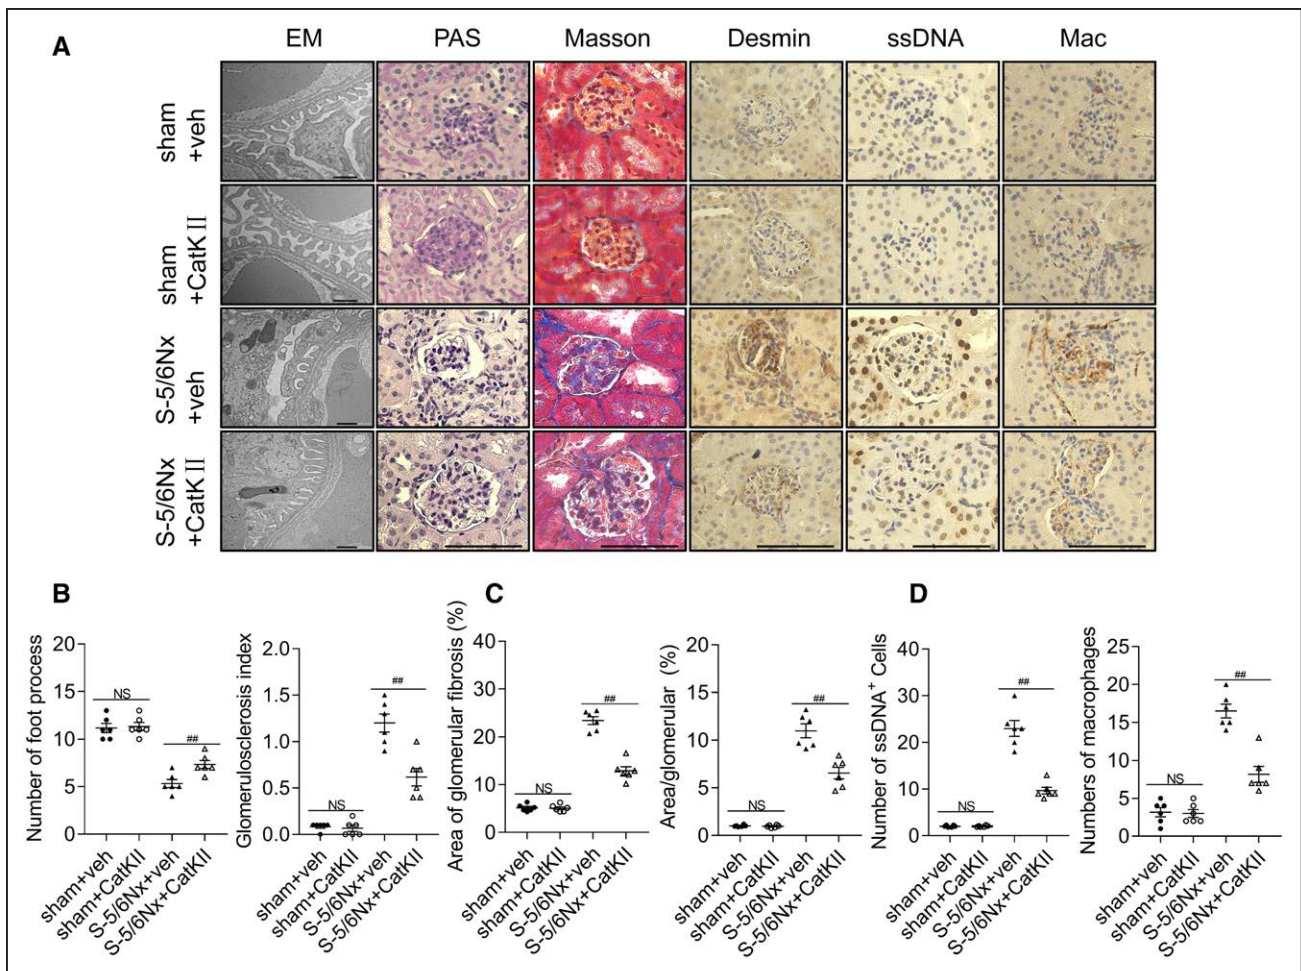 A
EM PAS Masson Desmin ssDNA Mac
sham
+veh
sham
+CatK II
S-5/6Nx
+veh
S-5/6Nx
+CatK II
B
Number of foot process
20
15
10
5
0
NS
##
sham+veh
sham+CatKII
S-5/6Nx+veh
S-5/6Nx+CatKII
Glomerulosclerosis index
2.0
1.5
1.0
0.5
0.0
NS
##
sham+veh
sham+CatKII
S-5/6Nx+veh
S-5/6Nx+CatKII
C
Area of glomerular fibrosis (%)
40
30
20
10
0
NS
##
sham+veh
sham+CatKII
S-5/6Nx+veh
S-5/6Nx+CatKII
Area/glomerular (%)
20
15
10
5
0
NS
##
sham+veh
sham+CatKII
S-5/6Nx+veh
S-5/6Nx+CatKII
D
Number of ssDNA+ Cells
40
30
20
10
0
NS
##
sham+veh
sham+CatKII
S-5/6Nx+veh
S-5/6Nx+CatKII
Numbers of macrophages
25
20
15
10
5
0
NS
##
sham+veh
sham+CatKII
S-5/6Nx+veh
S-5/6Nx+CatKII